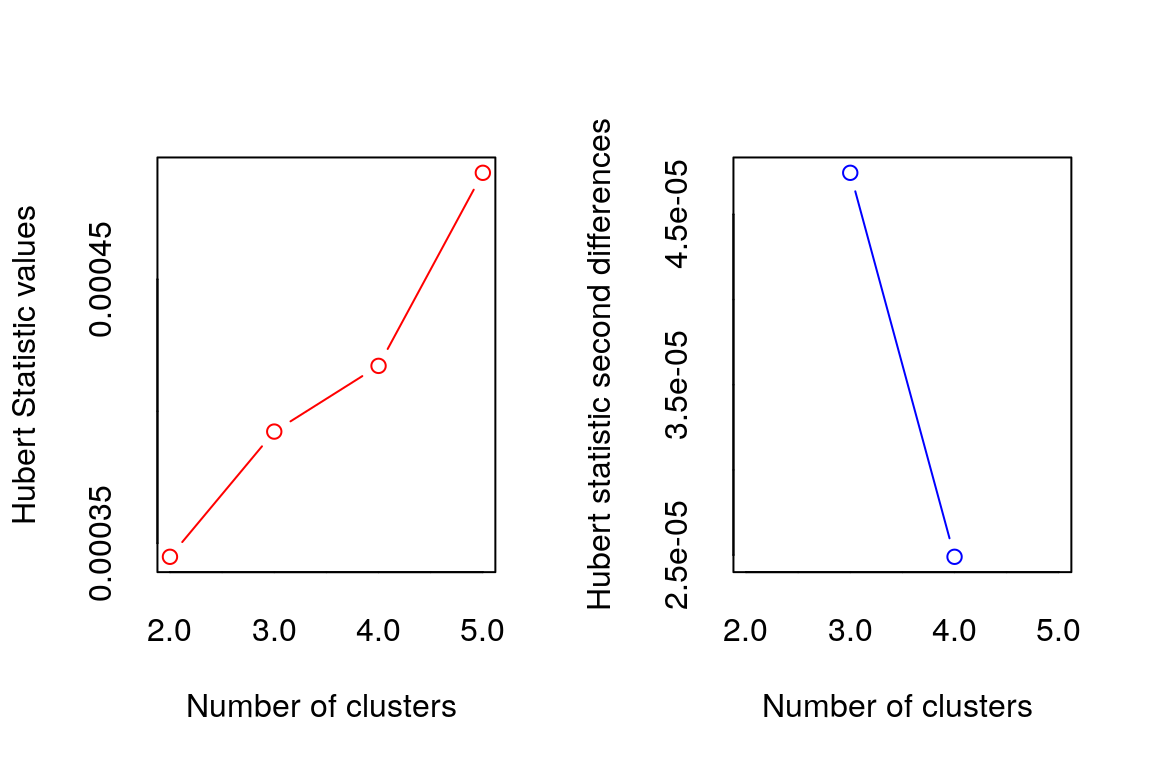 Hubert Statistic values
0.00045
0.00035
2.0 3.0 4.0 5.0
Number of clusters
Hubert statistic second differences
4.5e-05
3.5e-05
2.5e-05
2.0 3.0 4.0 5.0
Number of clusters